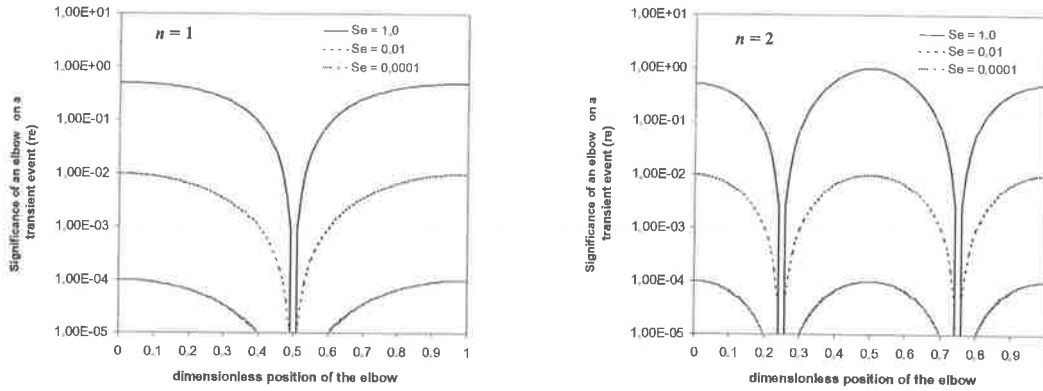 Significance of an elbow on a
transient event (re)
1,00E+01
1,00E+00
1,00E-01
1,00E-02
1,00E-03
1,00E-04
1,00E-05
n = 1
Se = 1,0
Se = 0,01
Se = 0,0001
0 0,1 0,2 0,3 0,4 0,5 0,6 0,7 0,8 0,9 1
dimensionless position of the elbow
Significance of an elbow on a
transient event (re)
1,00E+01
1,00E+00
1,00E-01
1,00E-02
1,00E-03
1,00E-04
1,00E-05
n = 2
Se = 1,0
Se = 0,01
Se = 0,0001
0 0,1 0,2 0,3 0,4 0,5 0,6 0,7 0,8 0,9
dimensionless position of the elbow